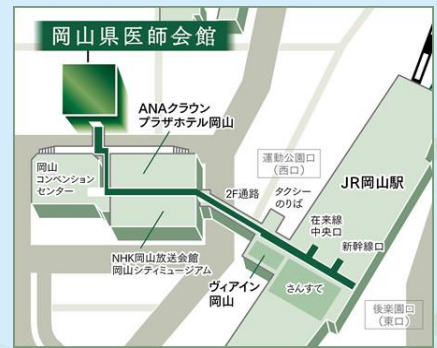 岡山県医師会館
ANAクラウン
プラザホテル岡山
岡山
コンベンション
センター
運動公園口
(西口)
2F通路
タクシー
のりば
JR岡山駅
在来線
中央口
新幹線口
NHK岡山放送会館
岡山シティミュージアム
ヴィアイン
岡山
さんすて
後楽園口
(東口)